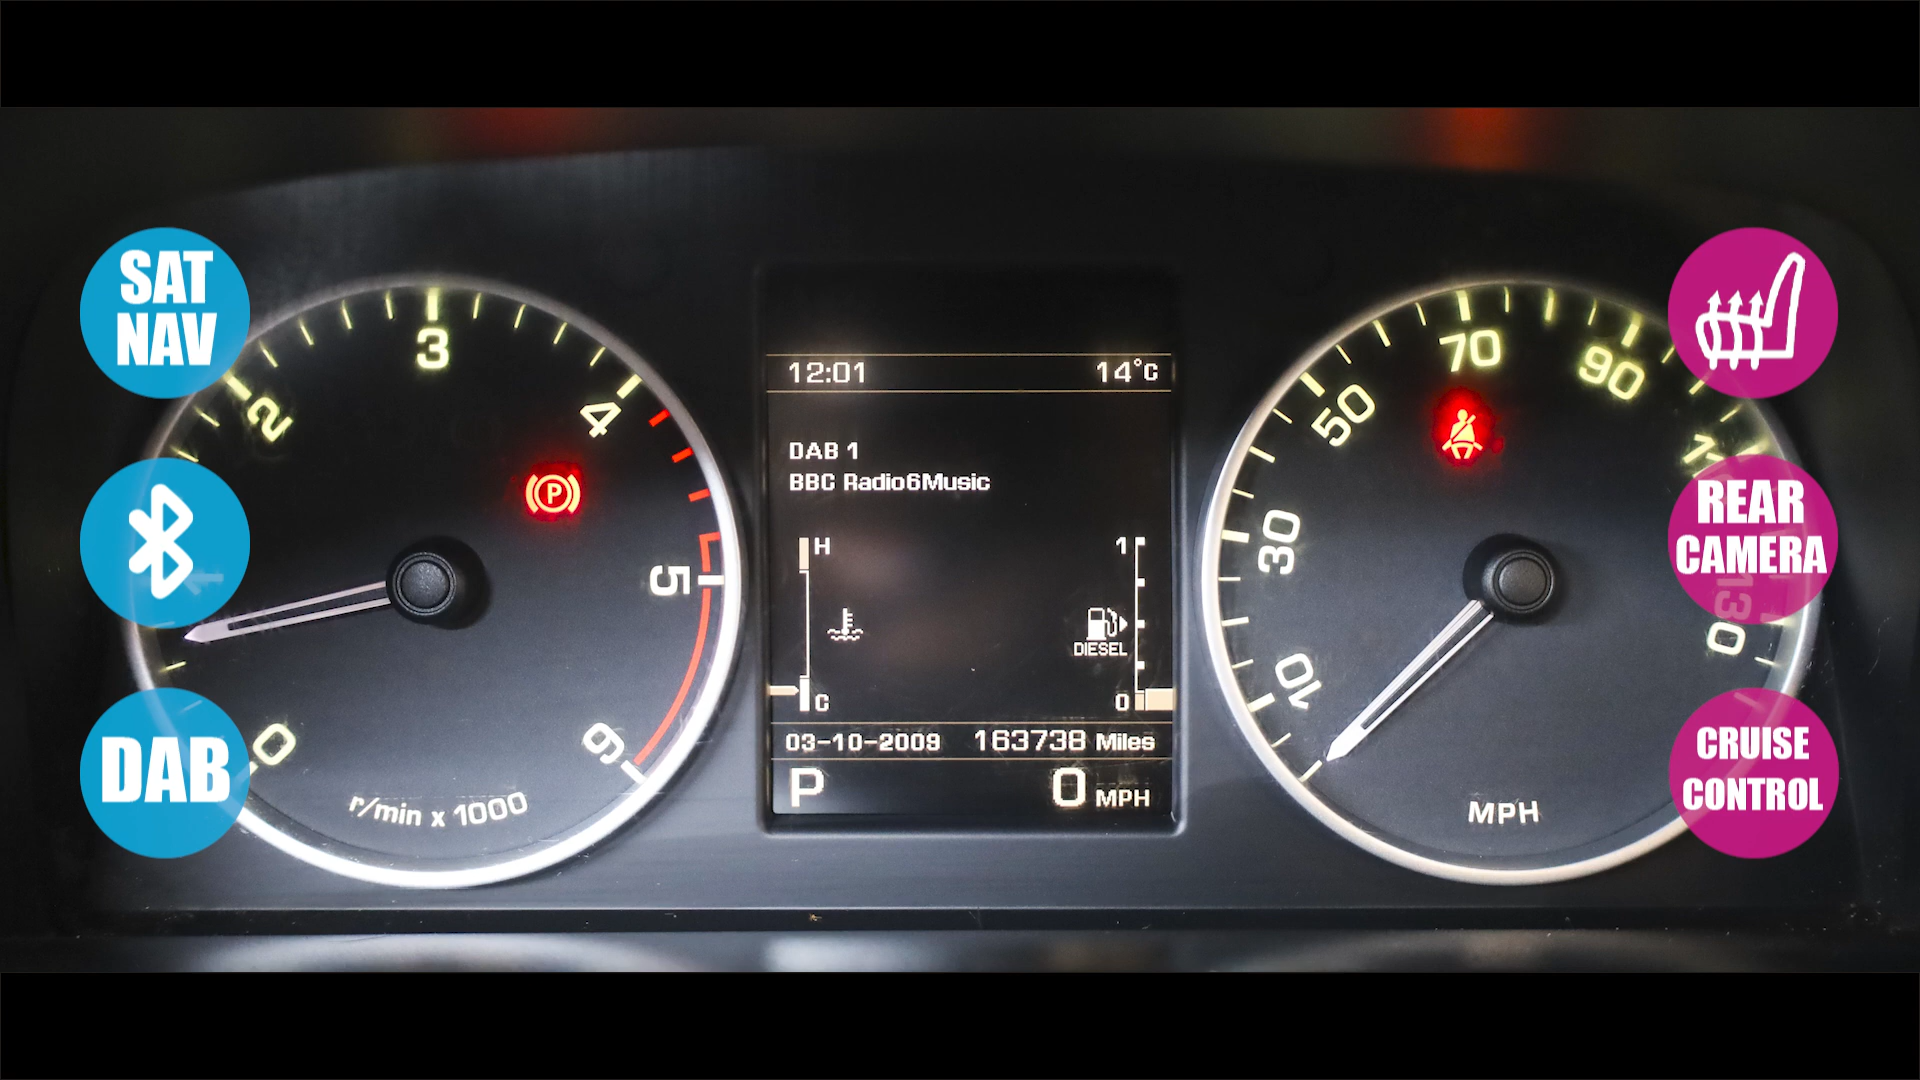 SAT
NAV
DAB
0
2
3
4
5
6
r/min x 1000
P
12:01 14°C
DAB 1
BBC Radio6Music
H 1
DIESEL
C 0
03-10-2009 163738 Miles
P 0 MPH
10
30
50
70
90
MPH
REAR
CAMERA
CRUISE
CONTROL